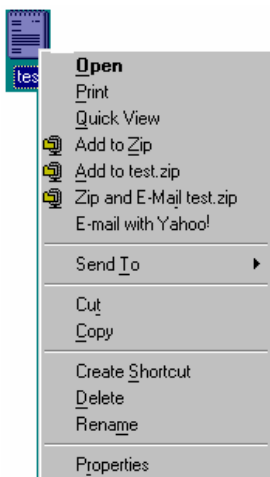 tes
Open
Print
Quick View
Add to Zip
Add to test.zip
Zip and E-Mail test.zip
E-mail with Yahoo!
Send To
Cut
Copy
Create Shortcut
Delete
Rename
Properties